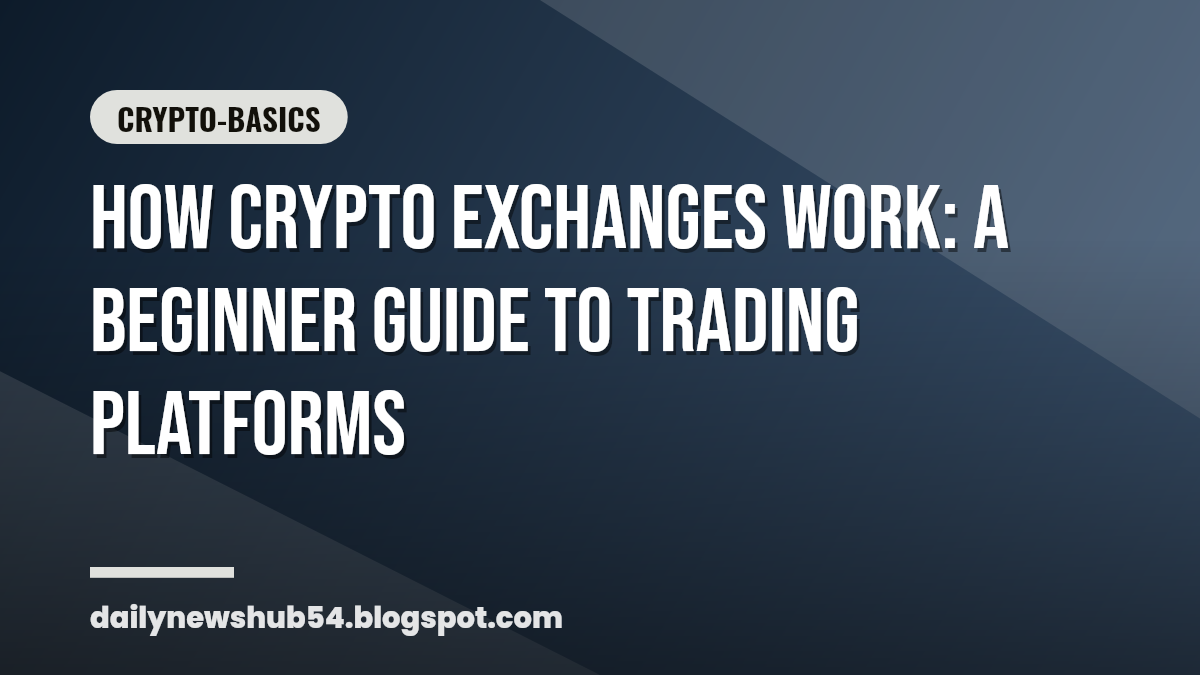 CRYPTO-BASICS
HOW CRYPTO EXCHANGES WORK: A
BEGINNER GUIDE TO TRADING
PLATFORMS
dailynewshub54.blogspot.com